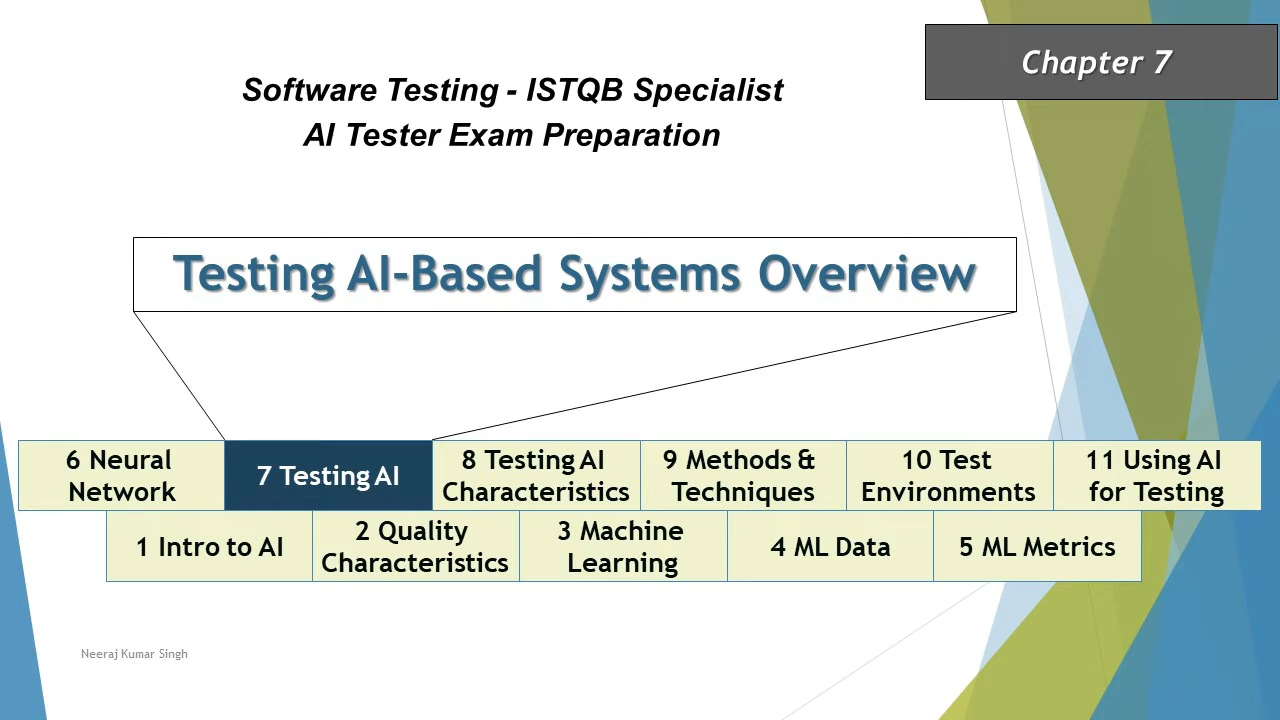 Chapter 7
Software Testing - ISTQB Specialist
AI Tester Exam Preparation
Testing AI-Based Systems Overview
6 Neural
Network
7 Testing AI
8 Testing AI
Characteristics
9 Methods &
Techniques
10 Test
Environments
11 Using AI
for Testing
1 Intro to AI
2 Quality
Characteristics
3 Machine
Learning
4 ML Data
5 ML Metrics
Neeraj Kumar Singh